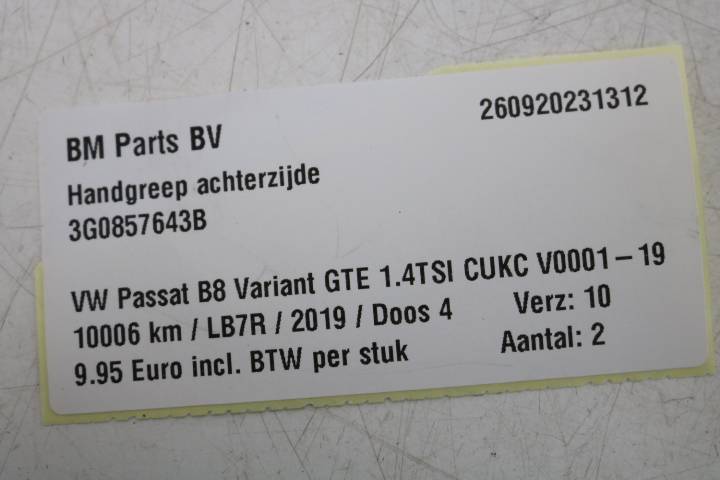 BM Parts BV 260920231312
Handgreep achterzijde
3G0857643B
VW Passat B8 Variant GTE 1.4TSI CUKC V0001-19
10006 km / LB7R / 2019 / Doos 4 Verz: 10
9.95 Euro incl. BTW per stuk Aantal: 2